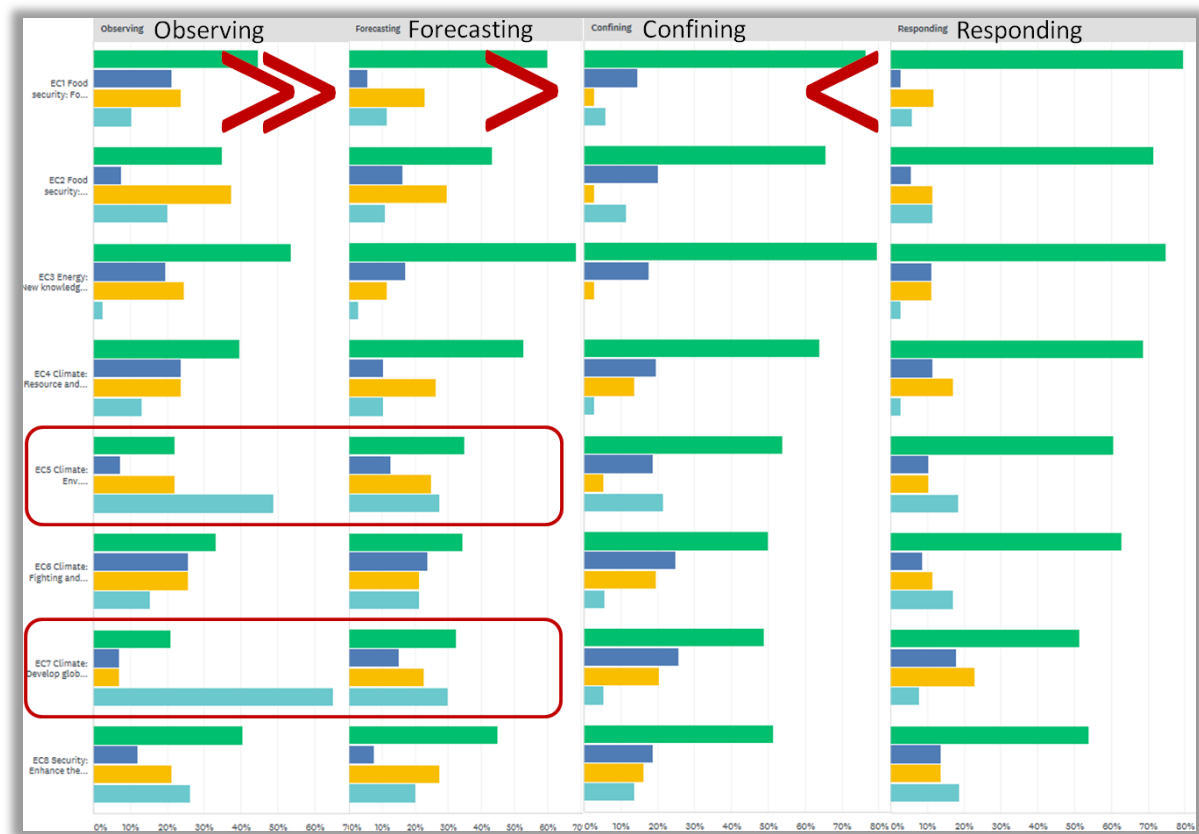 Observing Observing Forecasting Forecasting Confining Confining Responding Responding
EC1 Food
security: Fo...
EC2 Food
security:...
EC3 Energy:
New knowledg...
EC4 Climate:
Resource and...
EC5 Climate:
Env....
EC6 Climate:
Fighting and...
EC7 Climate:
Develop glob...
EC8 Security:
Enhance the...
0% 10% 20% 30% 40% 50% 60% 70% 10% 20% 30% 40% 50% 60% 70% 10% 20% 30% 40% 50% 60% 70% 80% 10% 20% 30% 40% 50% 60% 70% 80%